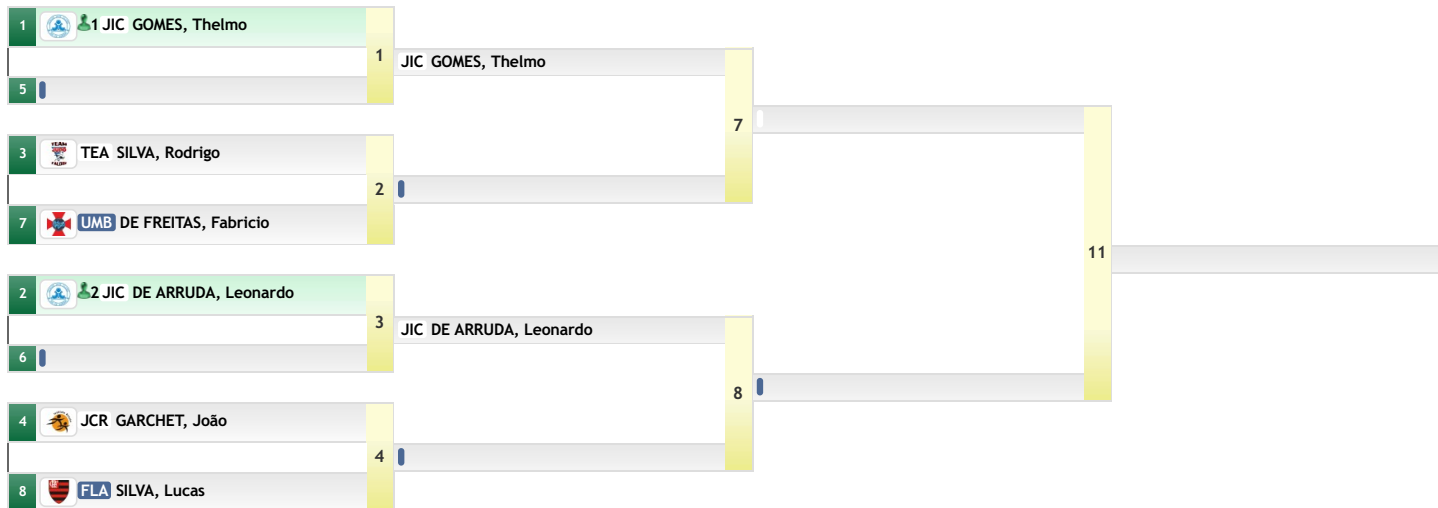 1 1 JIC GOMES, Thelmo
1
JIC GOMES, Thelmo
5
7
3 TEAM TEA SILVA, Rodrigo
2
7 UMB DE FREITAS, Fabricio
11
2 2 JIC DE ARRUDA, Leonardo
3
JIC DE ARRUDA, Leonardo
6
8
4 JCR GARCHET, João
4
8 FLA SILVA, Lucas